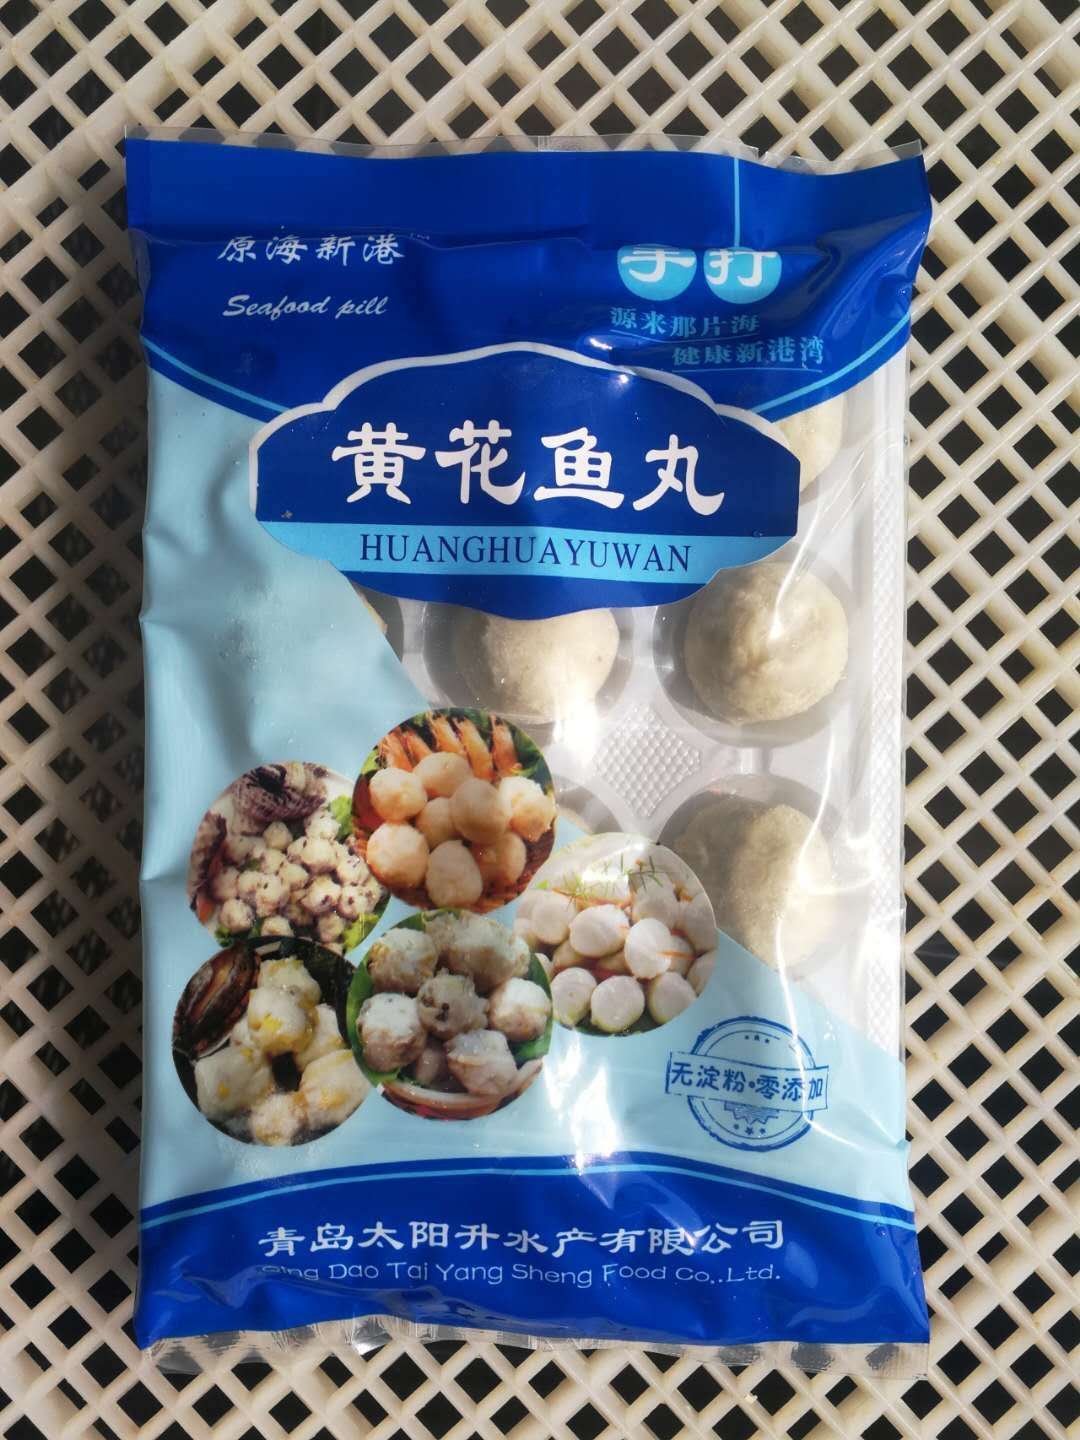 原海新港™
Seafood pill
手打
源来那片海
健康新港湾
黄花鱼丸
HUANGHUAYUWAN
无淀粉·零添加
青岛太阳升水产有限公司
Qing Dao Tai Yang Sheng Food Co.,Ltd.